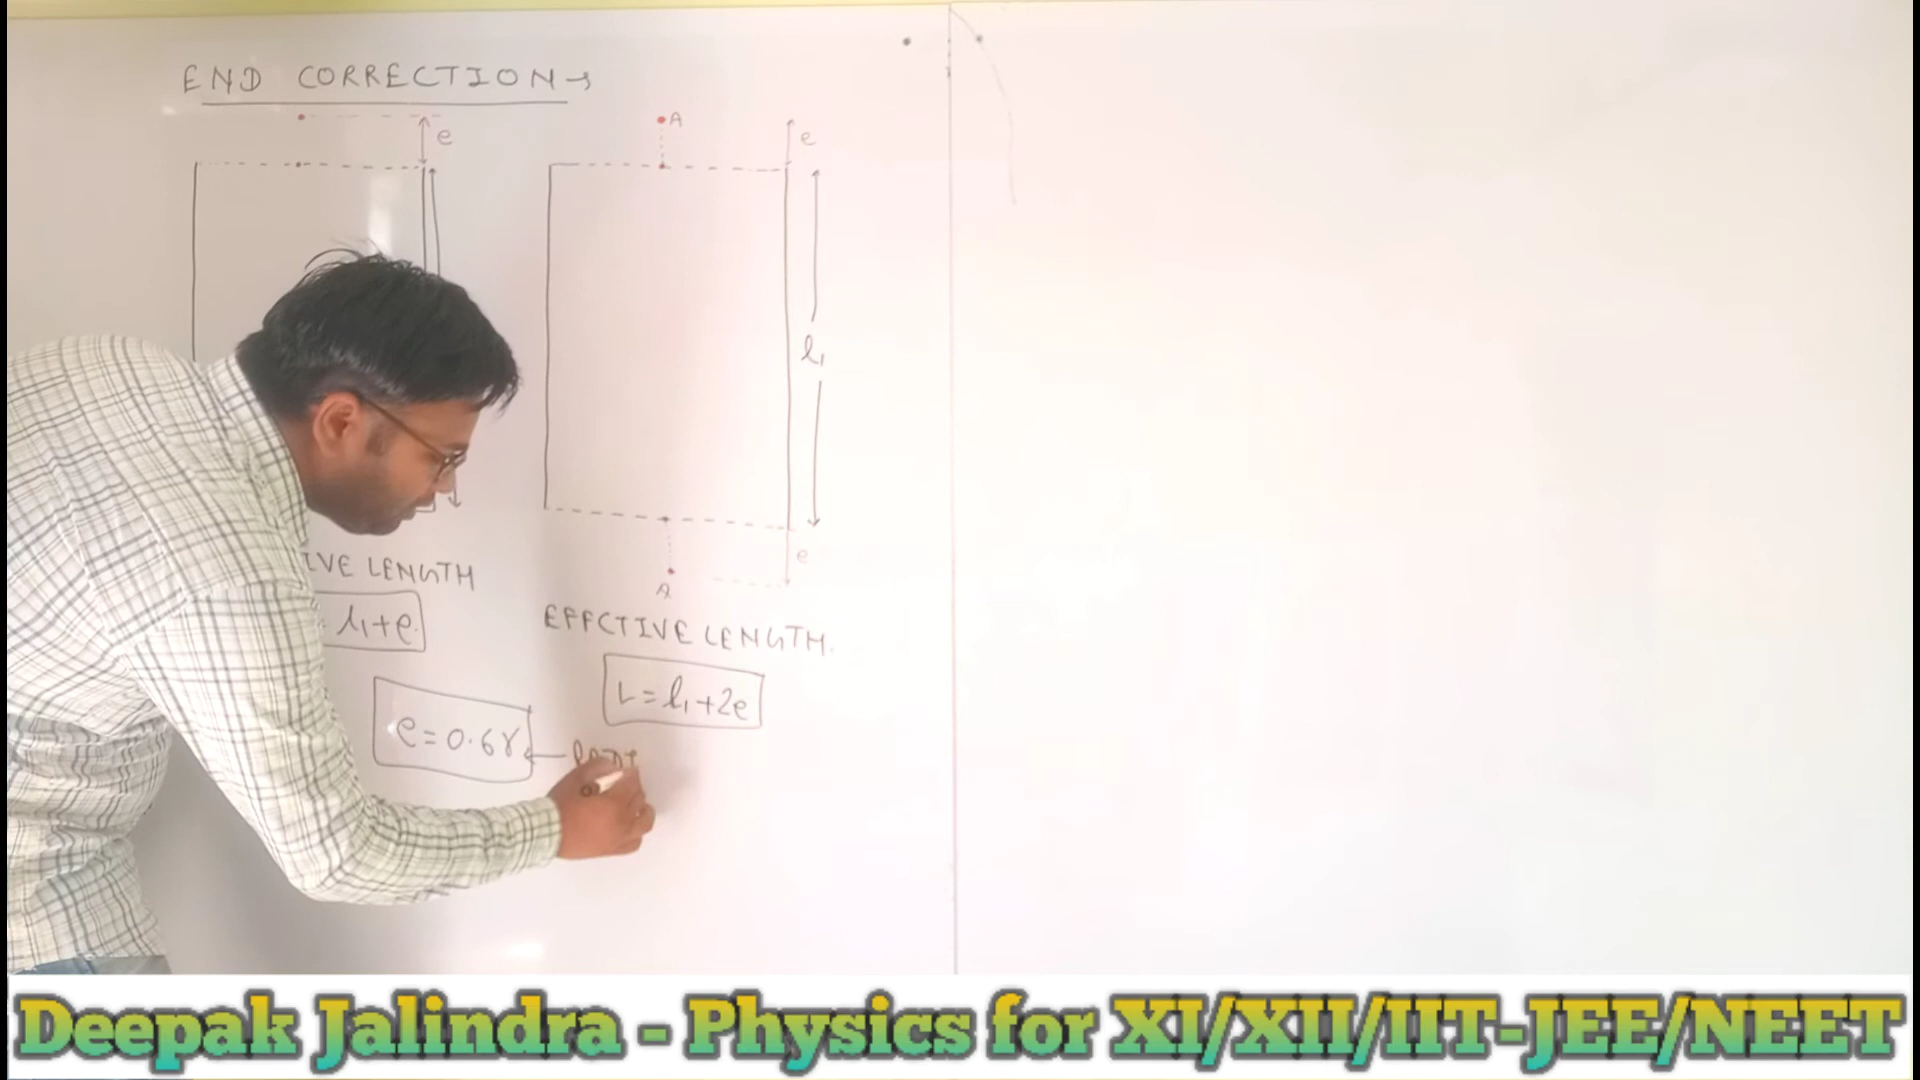 END CORRECTION →
e
A
e
l₁
e
A
IVE LENGTH
l₁+e
EFFCTIVE LENGTH.
L = l₁+2e
e = 0.6r
Deepak Jalindra - Physics for XI/XII/IIT-JEE/NEET